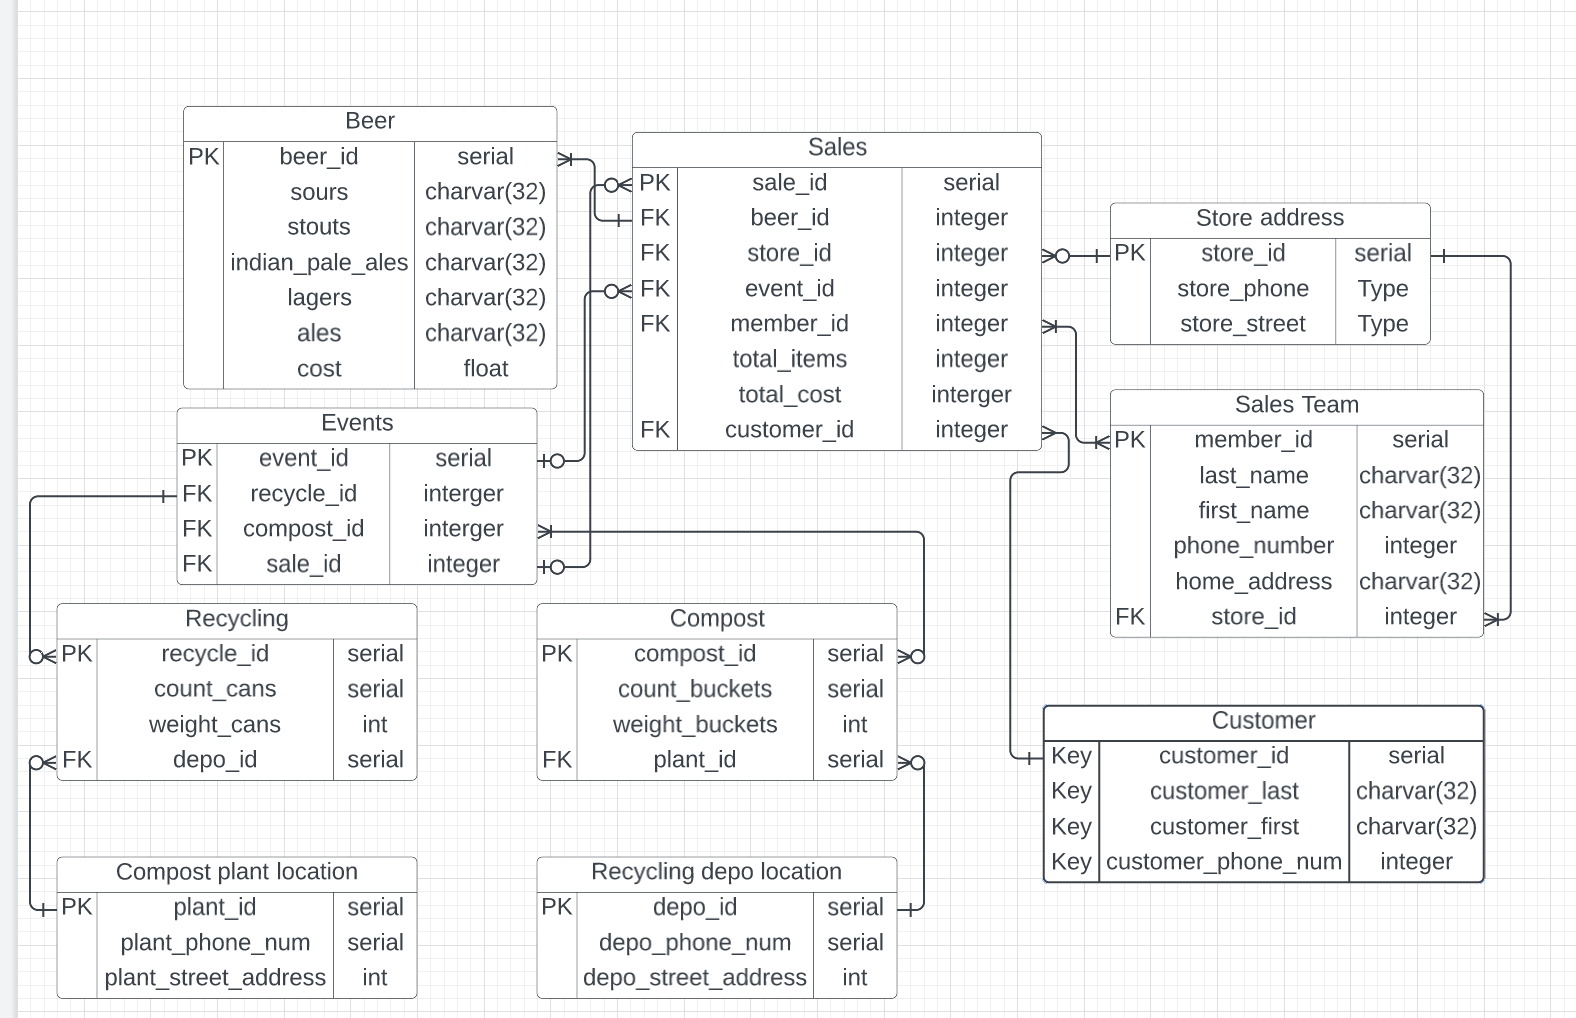 Beer
PK beer_id serial
sours charvar(32)
stouts charvar(32)
indian_pale_ales charvar(32)
lagers charvar(32)
ales charvar(32)
cost float
Sales
PK sale_id serial
FK beer_id integer
FK store_id integer
FK event_id integer
FK member_id integer
total_items integer
total_cost interger
FK customer_id integer
Store address
PK store_id serial
store_phone Type
store_street Type
Events
PK event_id serial
FK recycle_id interger
FK compost_id interger
FK sale_id integer
Sales Team
PK member_id serial
last_name charvar(32)
first_name charvar(32)
phone_number integer
home_address charvar(32)
FK store_id integer
Recycling
PK recycle_id serial
count_cans serial
weight_cans int
FK depo_id serial
Compost
PK compost_id serial
count_buckets serial
weight_buckets int
FK plant_id serial
Customer
Key customer_id serial
Key customer_last charvar(32)
Key customer_first charvar(32)
Key customer_phone_num integer
Compost plant location
PK plant_id serial
plant_phone_num serial
plant_street_address int
Recycling depo location
PK depo_id serial
depo_phone_num serial
depo_street_address int